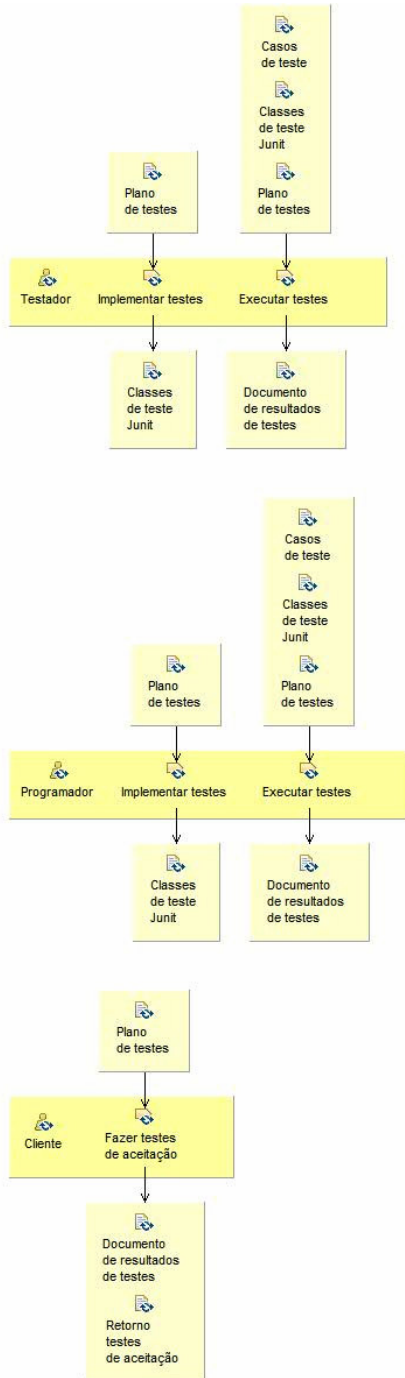 Casos
de teste
Classes
de teste
Junit
Plano
de testes
Plano
de testes
Testador
Implementar testes
Executar testes
Classes
de teste
Junit
Documento
de resultados
de testes
Casos
de teste
Classes
de teste
Junit
Plano
de testes
Plano
de testes
Programador
Implementar testes
Executar testes
Classes
de teste
Junit
Documento
de resultados
de testes
Plano
de testes
Cliente
Fazer testes
de aceitação
Documento
de resultados
de testes
Retorno
testes
de aceitação